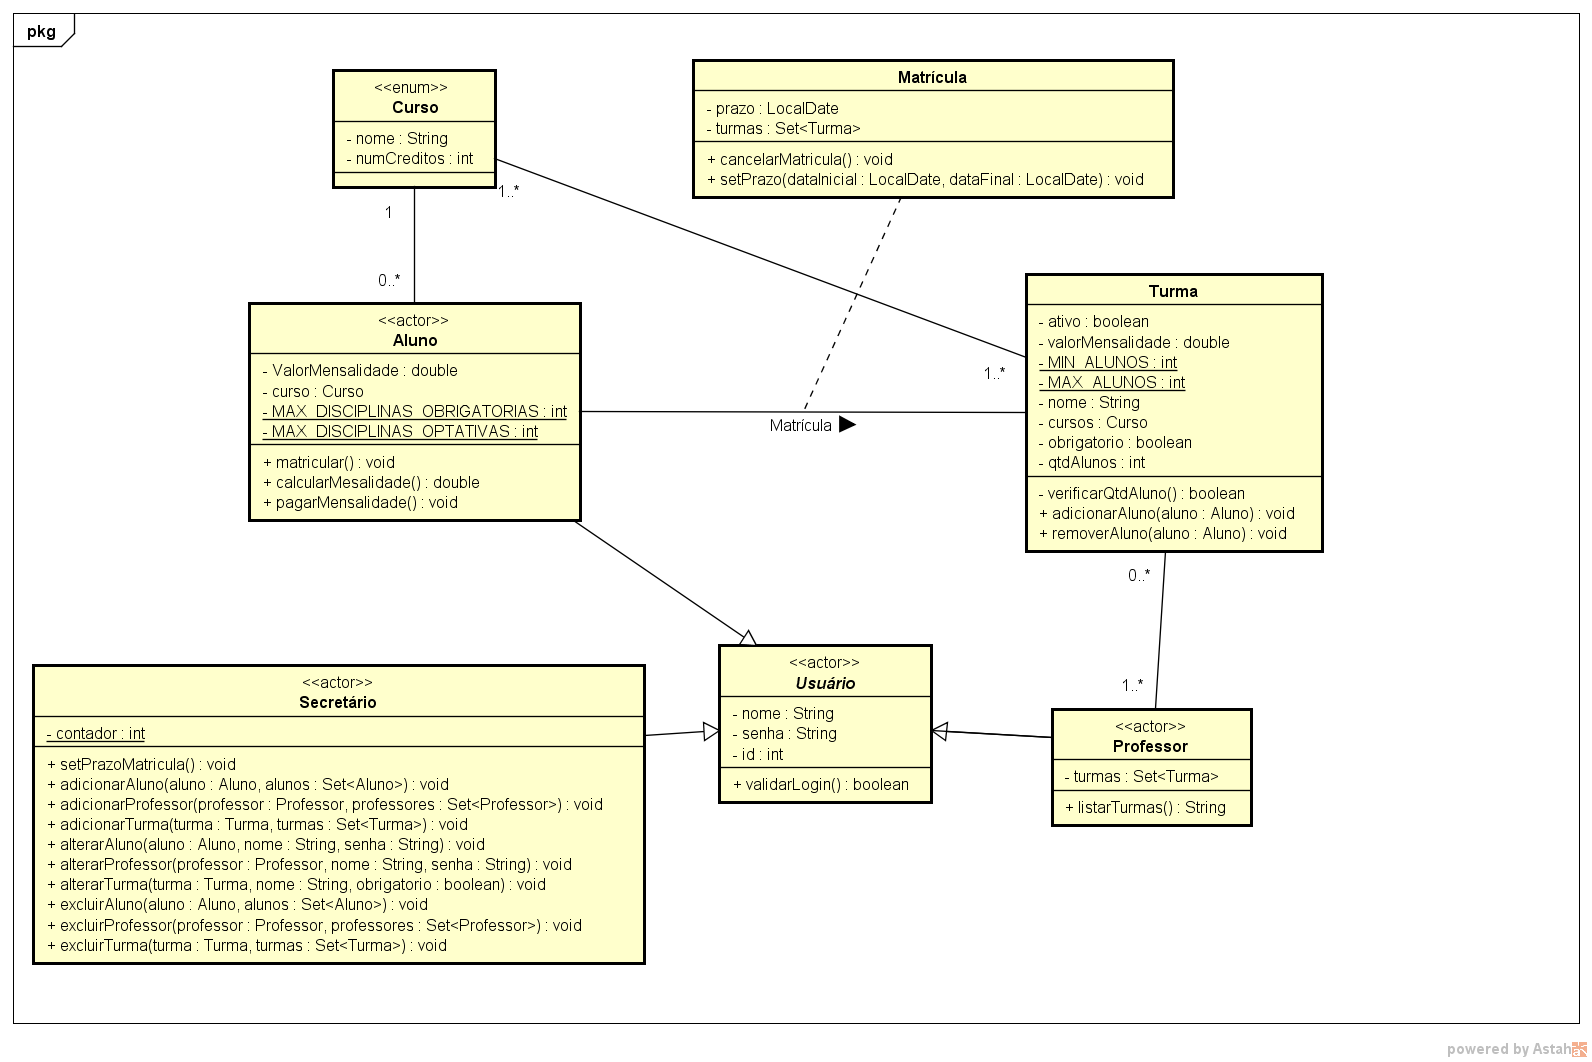 pkg
<<enum>>
Curso
- nome : String
- numCreditos : int
Matrícula
- prazo : LocalDate
- turmas : Set<Turma>
+ cancelarMatricula() : void
+ setPrazo(dataInicial : LocalDate, dataFinal : LocalDate) : void
1
1..*
0..*
<<actor>>
Aluno
- ValorMensalidade : double
- curso : Curso
- MAX_DISCIPLINAS_OBRIGATORIAS : int
- MAX_DISCIPLINAS_OPTATIVAS : int
+ matricular() : void
+ calcularMesalidade() : double
+ pagarMensalidade() : void
Matrícula
1..*
Turma
- ativo : boolean
- valorMensalidade : double
- MIN_ALUNOS : int
- MAX_ALUNOS : int
- nome : String
- cursos : Curso
- obrigatorio : boolean
- qtdAlunos : int
- verificarQtdAluno() : boolean
+ adicionarAluno(aluno : Aluno) : void
+ removerAluno(aluno : Aluno) : void
0..*
1..*
<<actor>>
Secretário
- contador : int
+ setPrazoMatricula() : void
+ adicionarAluno(aluno : Aluno, alunos : Set<Aluno>) : void
+ adicionarProfessor(professor : Professor, professores : Set<Professor>) : void
+ adicionarTurma(turma : Turma, turmas : Set<Turma>) : void
+ alterarAluno(aluno : Aluno, nome : String, senha : String) : void
+ alterarProfessor(professor : Professor, nome : String, senha : String) : void
+ alterarTurma(turma : Turma, nome : String, obrigatorio : boolean) : void
+ excluirAluno(aluno : Aluno, alunos : Set<Aluno>) : void
+ excluirProfessor(professor : Professor, professores : Set<Professor>) : void
+ excluirTurma(turma : Turma, turmas : Set<Turma>) : void
<<actor>>
Usuário
- nome : String
- senha : String
- id : int
+ validarLogin() : boolean
<<actor>>
Professor
- turmas : Set<Turma>
+ listarTurmas() : String
powered by Astah